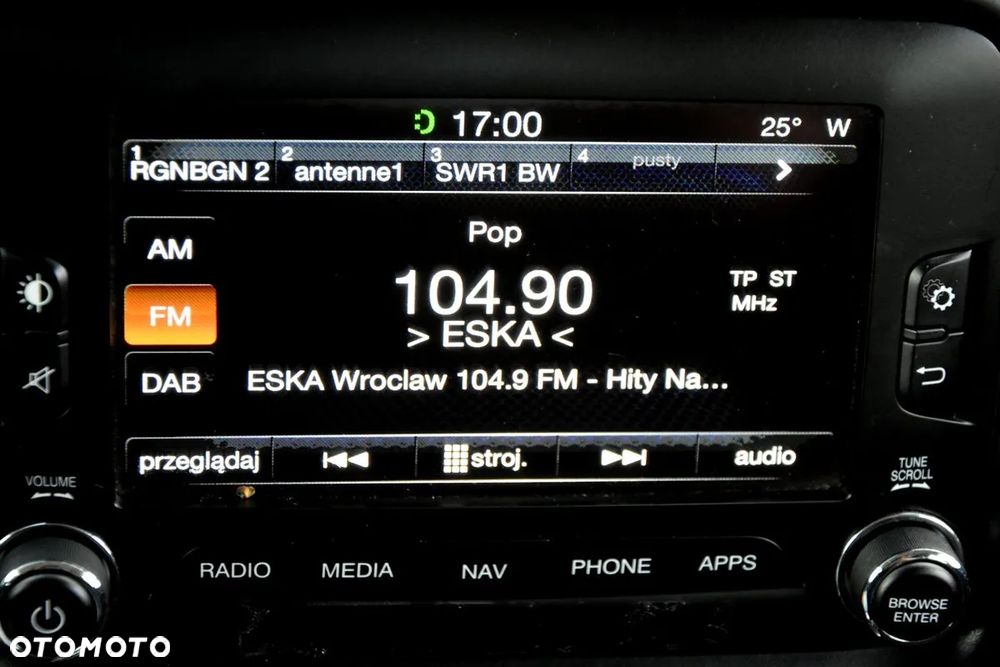 17:00 25° W
1 RGNBGN 2 2 antenne1 3 SWR1 BW 4 pusty >
Pop
AM
104.90
TP ST
MHz
FM
> ESKA <
DAB
ESKA Wroclaw 104.9 FM - Hity Na...
przeglądaj stroj. audio
VOLUME
TUNE
SCROLL
RADIO MEDIA NAV PHONE APPS
BROWSE
ENTER
OTOMOTO